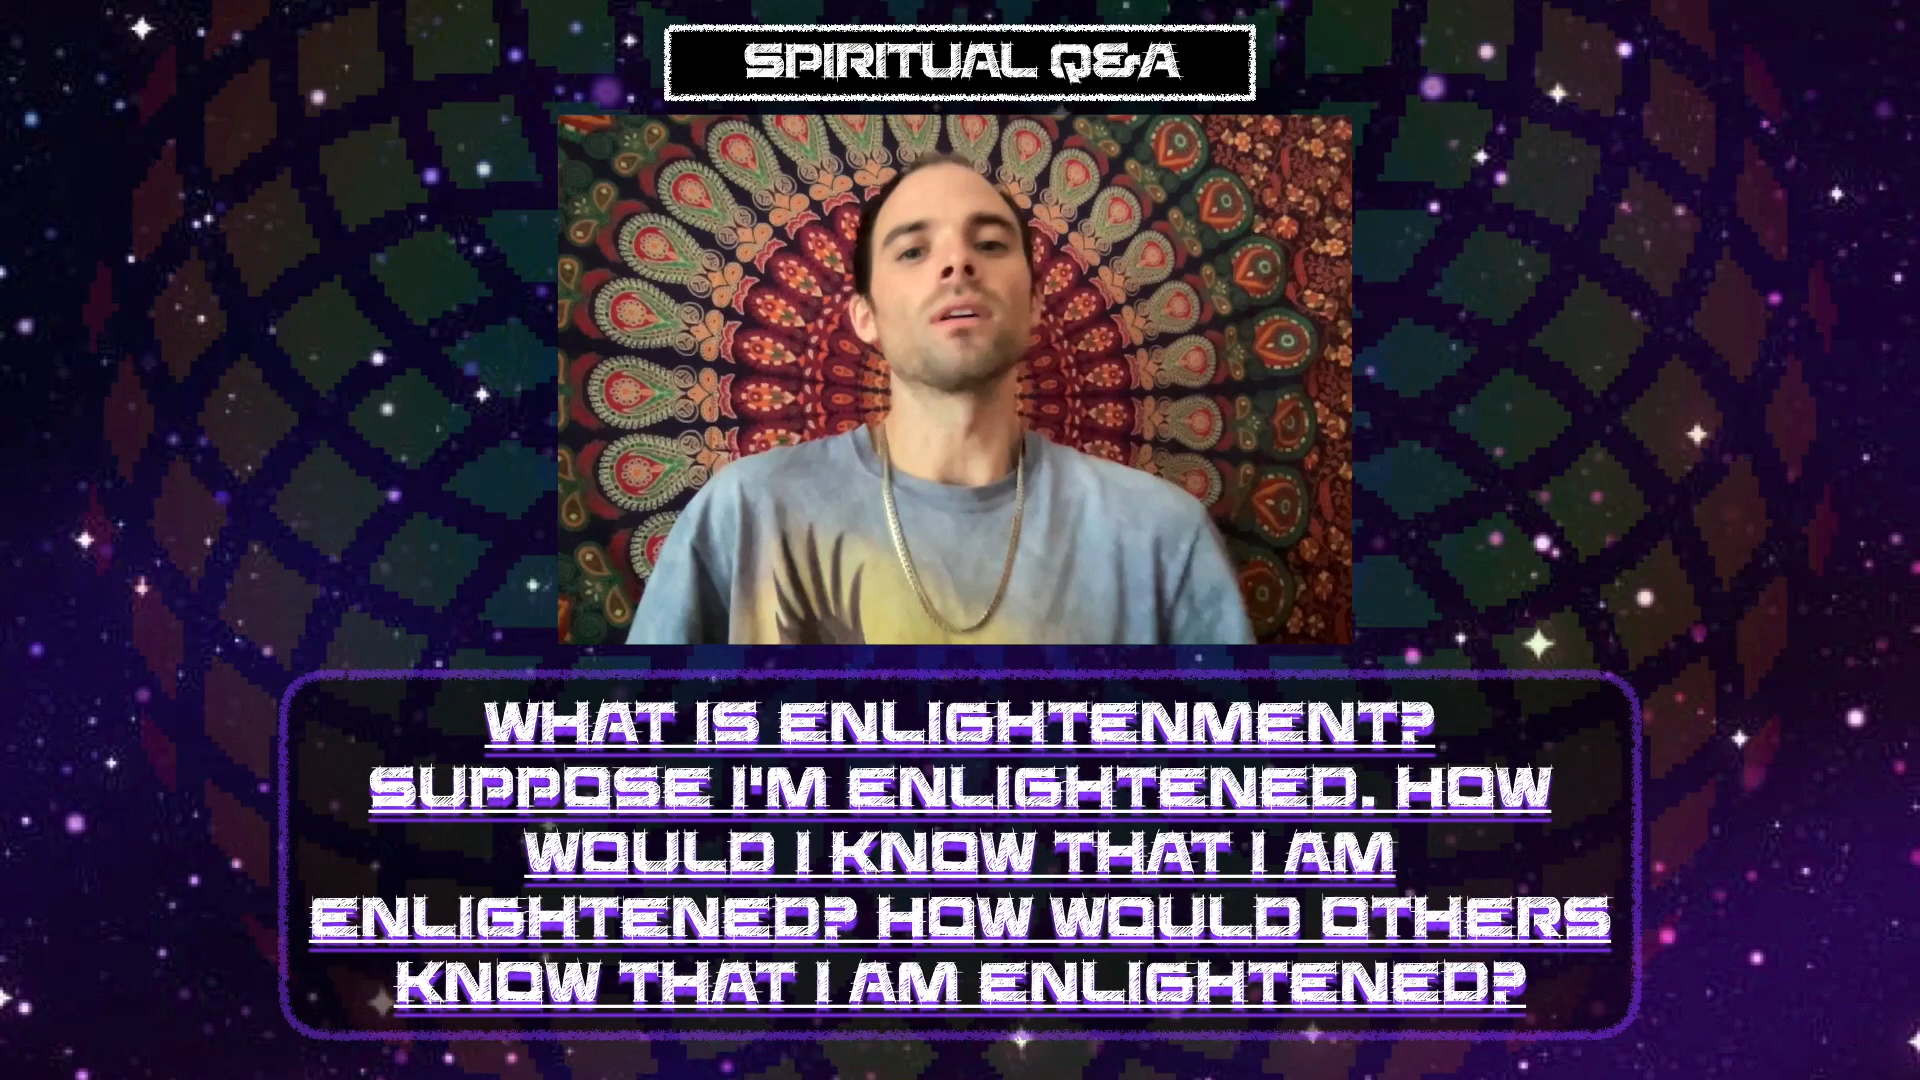 SPIRITUAL Q&A
WHAT IS ENLIGHTENMENT?
SUPPOSE I'M ENLIGHTENED. HOW
WOULD I KNOW THAT I AM
ENLIGHTENED? HOW WOULD OTHERS
KNOW THAT I AM ENLIGHTENED?